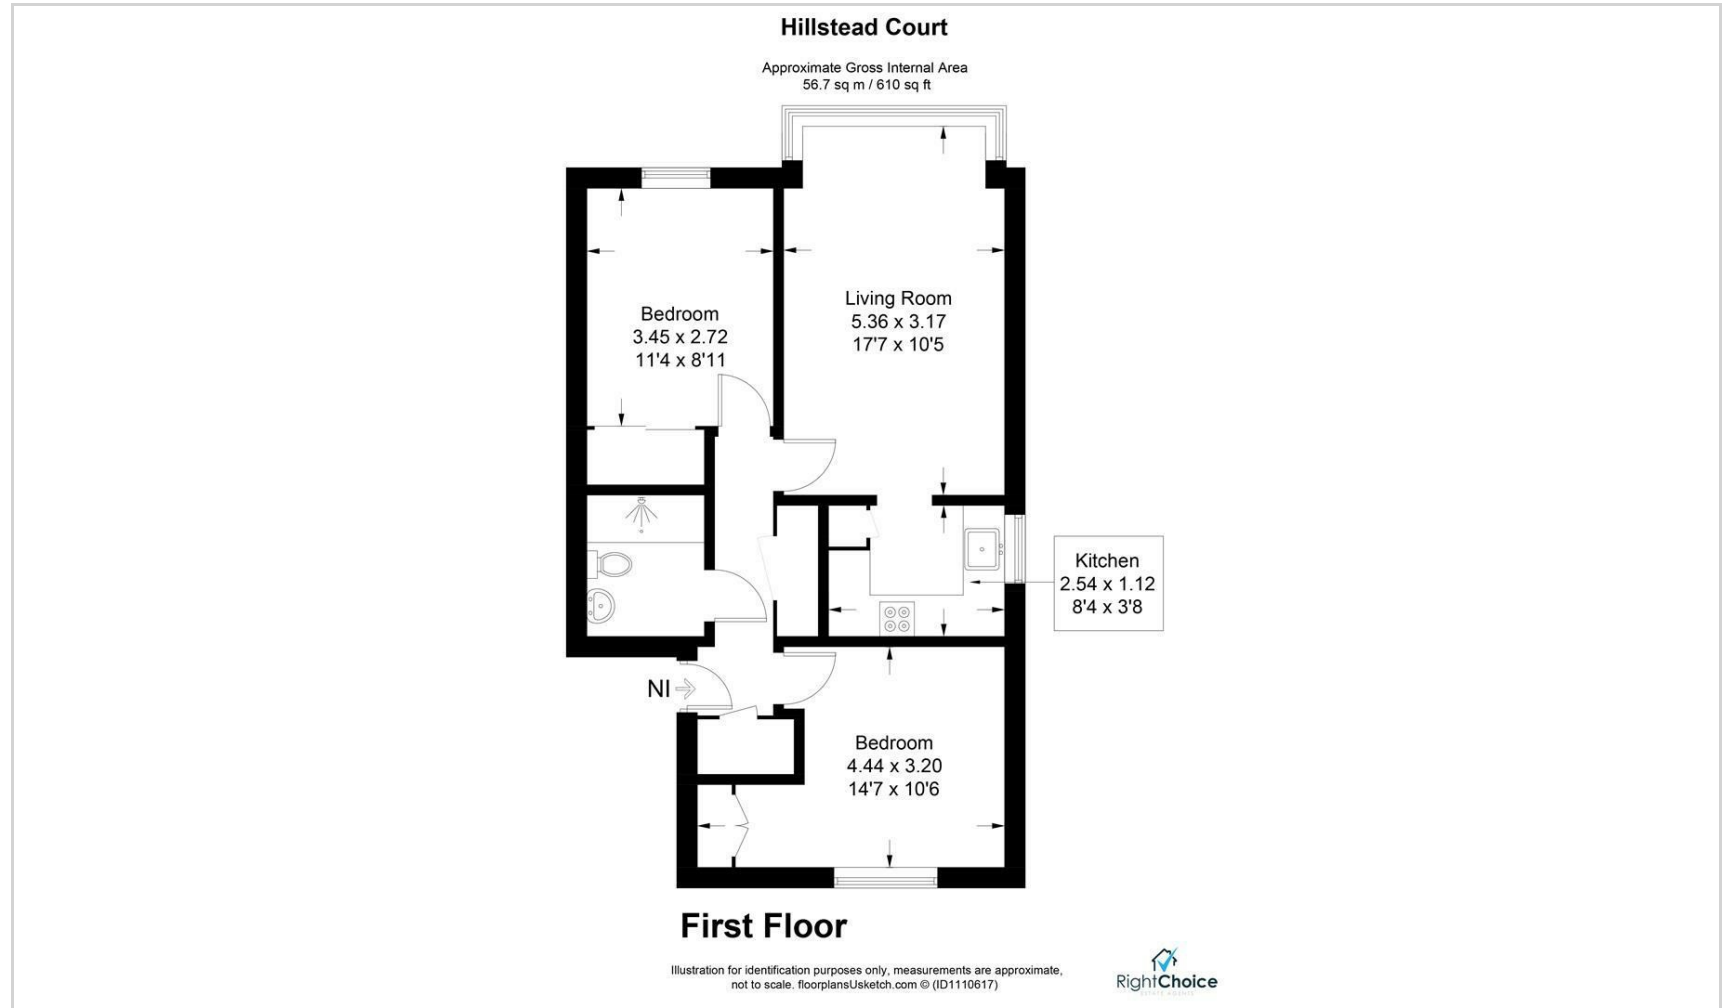 Hillstead Court
Approximate Gross Internal Area
56.7 sq m / 610 sq ft
Bedroom
3.45 x 2.72
11'4 x 8'11
Living Room
5.36 x 3.17
17'7 x 10'5
Kitchen
2.54 x 1.12
8'4 x 3'8
NI
Bedroom
4.44 x 3.20
14'7 x 10'6
First Floor
Illustration for identification purposes only, measurements are approximate,
not to scale. floorplansUsketch.com © (ID1110617)
RightChoice
ESTATE AGENTS